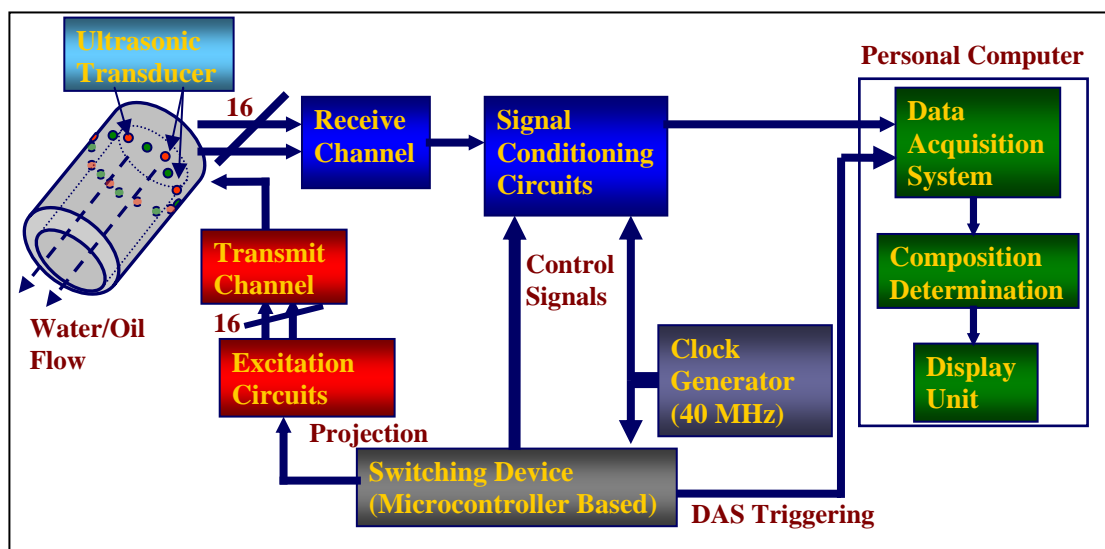 Ultrasonic
Transducer
Personal Computer
16
Receive
Channel
Signal
Conditioning
Circuits
Data
Acquisition
System
Transmit
Channel
Control
Signals
Composition
Determination
16
Water/Oil
Flow
Excitation
Circuits
Clock
Generator
(40 MHz)
Display
Unit
Projection
Switching Device
(Microcontroller Based)
DAS Triggering